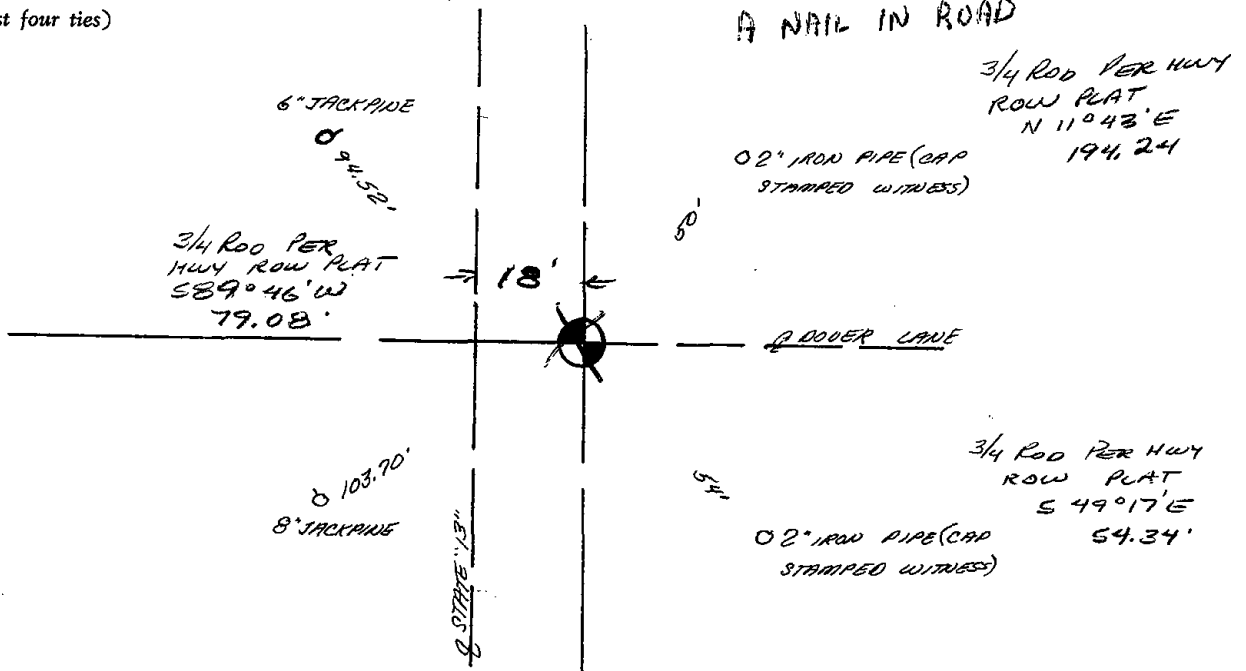 st four ties)
A NAIL IN ROAD
6" JACKPINE
94.52'
3/4 ROD PER HWY
ROW PLAT
N 11° 43' E
194.24
2" IRON PIPE (CAP
STAMPED WITNESS)
50'
3/4 ROD PER
HWY ROW PLAT
S89° 46' W
79.08'
18'
DOVER LANE
103.70'
8" JACKPINE
54'
3/4 ROD PER HWY
ROW PLAT
S 49° 17' E
54.34'
2" IRON PIPE (CAP
STAMPED WITNESS)
STATE "13"